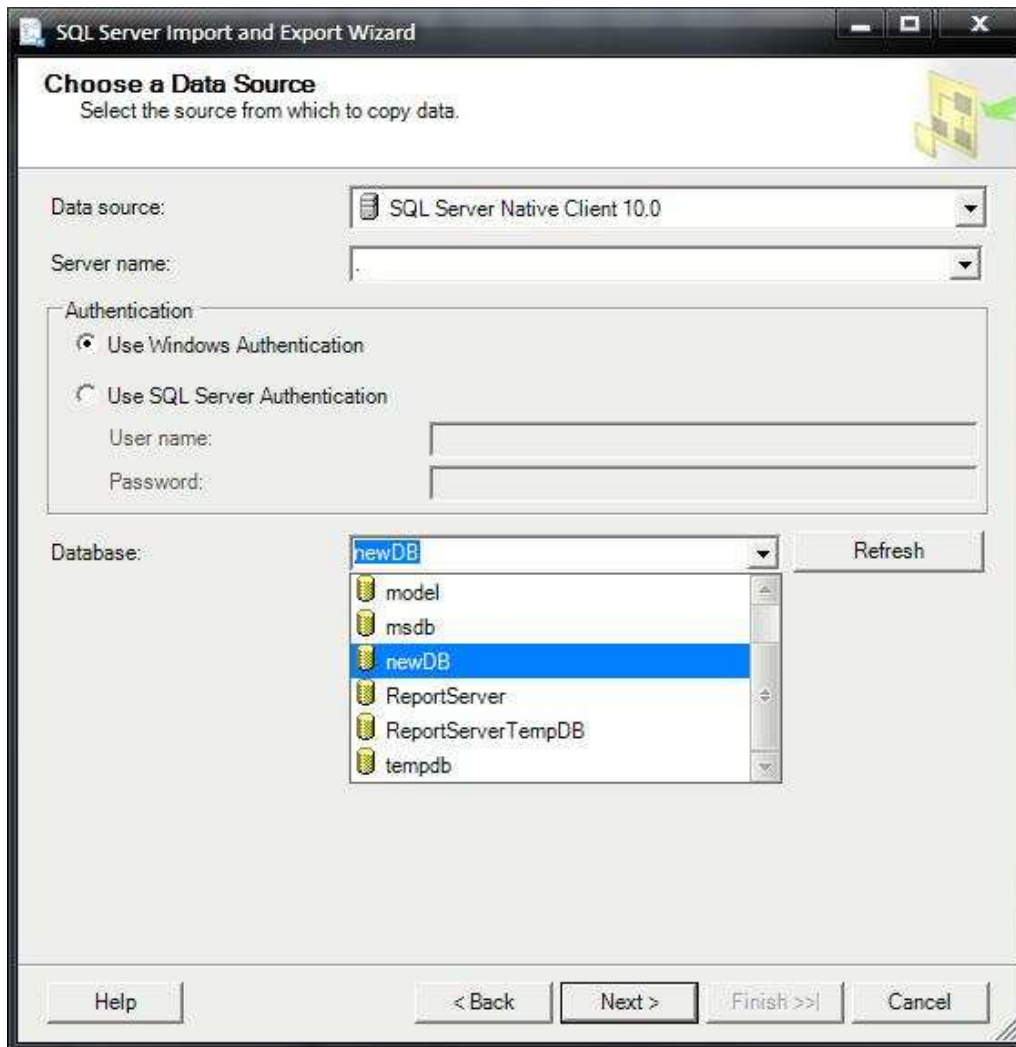 SQL Server Import and Export Wizard
Choose a Data Source
Select the source from which to copy data.
Data source:
SQL Server Native Client 10.0
Server name:
.
Authentication
Use Windows Authentication
Use SQL Server Authentication
User name:
Password:
Database:
newDB
Refresh
model
msdb
newDB
ReportServer
ReportServerTempDB
tempdb
Help
< Back
Next >
Finish >>|
Cancel